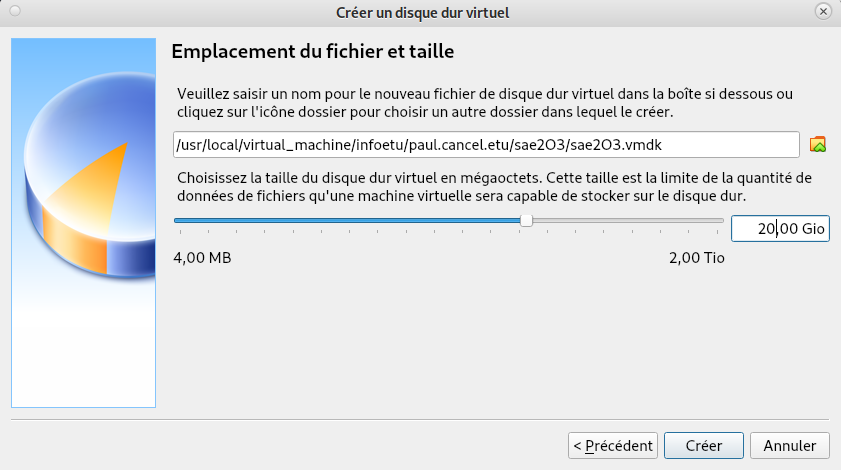 Créer un disque dur virtuel
Emplacement du fichier et taille
Veuillez saisir un nom pour le nouveau fichier de disque dur virtuel dans la boîte si dessous ou
cliquez sur l'icône dossier pour choisir un autre dossier dans lequel le créer.
/usr/local/virtual_machine/infoetu/paul.cancel.etu/sae2O3/sae2O3.vmdk
Choisissez la taille du disque dur virtuel en mégaoctets. Cette taille est la limite de la quantité de
données de fichiers qu'une machine virtuelle sera capable de stocker sur le disque dur.
20,00 Gio
4,00 MB
2,00 Tio
< Précédent
Créer
Annuler